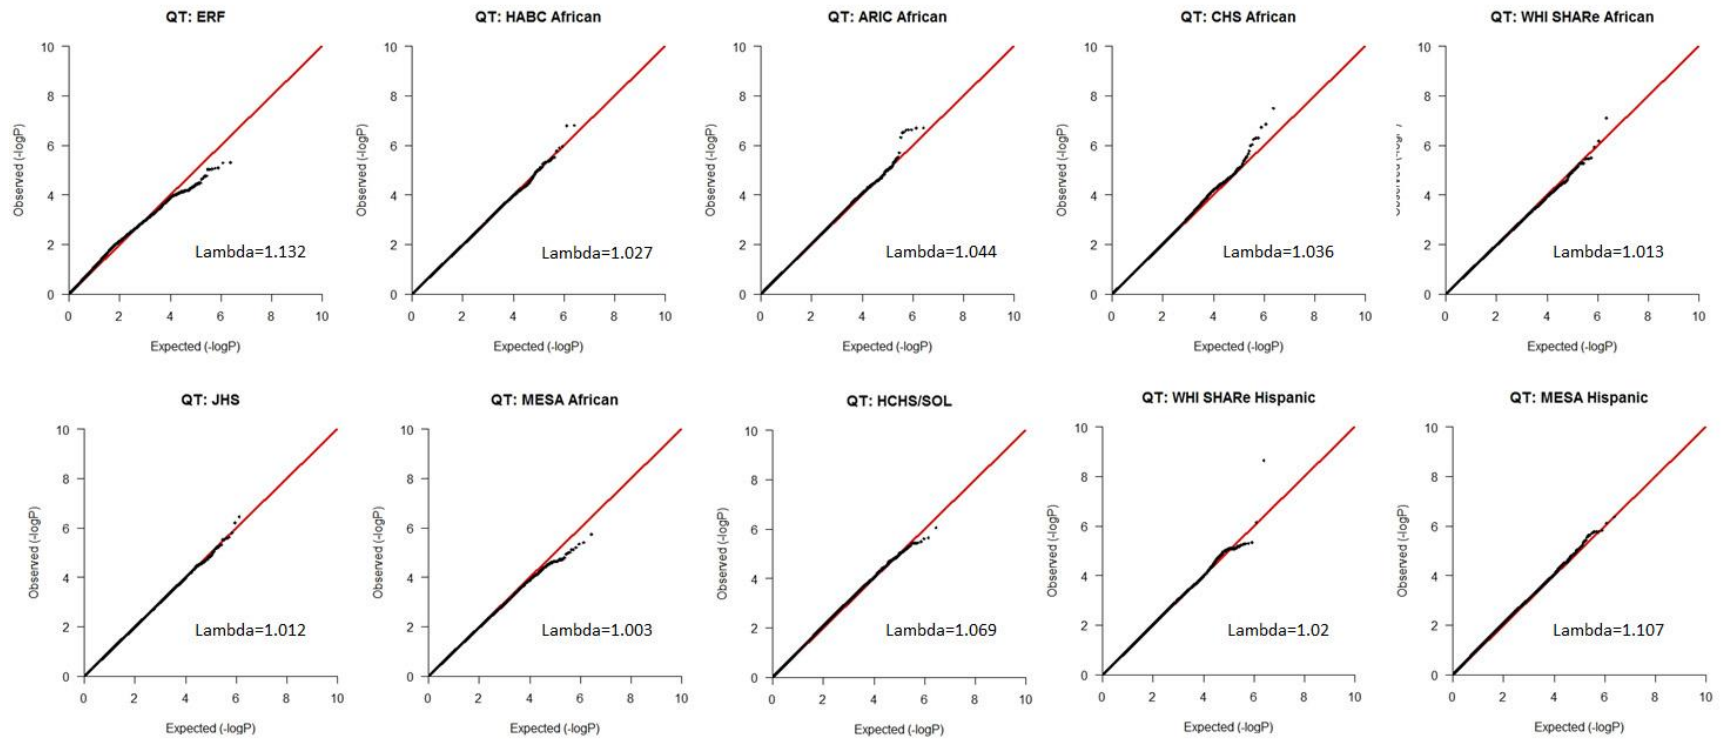 QT: ERF
10
8
6
4
2
0
Observed (-logP)
Lambda=1.132
0 2 4 6 8 10
Expected (-logP)
QT: HABC African
10
8
6
4
2
0
Observed (-logP)
Lambda=1.027
0 2 4 6 8 10
Expected (-logP)
QT: ARIC African
10
8
6
4
2
0
Observed (-logP)
Lambda=1.044
0 2 4 6 8 10
Expected (-logP)
QT: CHS African
10
8
6
4
2
0
Observed (-logP)
Lambda=1.036
0 2 4 6 8 10
Expected (-logP)
QT: WHI SHARe African
10
8
6
4
2
0
Lambda=1.013
0 2 4 6 8 10
Expected (-logP)
QT: JHS
10
8
6
4
2
0
Observed (-logP)
Lambda=1.012
0 2 4 6 8 10
Expected (-logP)
QT: MESA African
10
8
6
4
2
0
Observed (-logP)
Lambda=1.003
0 2 4 6 8 10
Expected (-logP)
QT: HCHS/SOL
10
8
6
4
2
0
Observed (-logP)
Lambda=1.069
0 2 4 6 8 10
Expected (-logP)
QT: WHI SHARe Hispanic
10
8
6
4
2
0
Observed (-logP)
Lambda=1.02
0 2 4 6 8 10
Expected (-logP)
QT: MESA Hispanic
10
8
6
4
2
0
Observed (-logP)
Lambda=1.107
0 2 4 6 8 10
Expected (-logP)